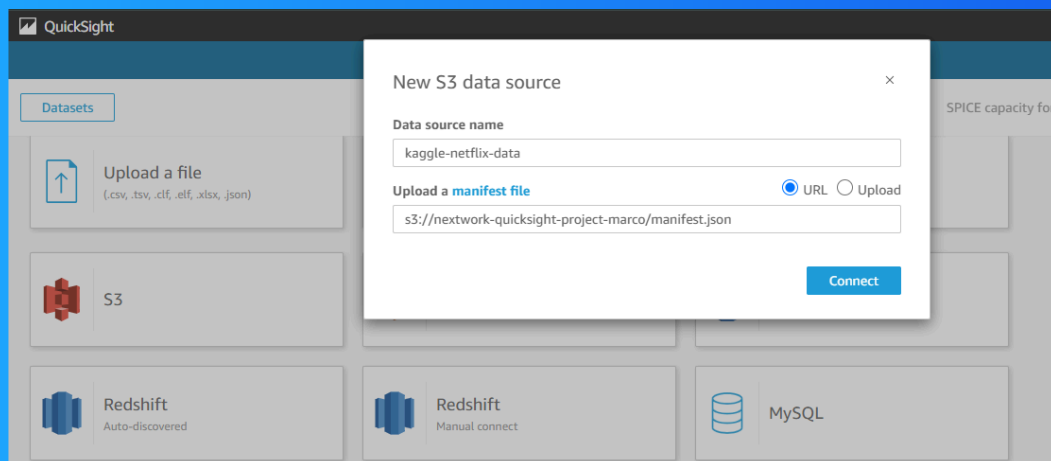 QuickSight
New S3 data source
×
Data source name
kaggle-netflix-data
Upload a manifest file
URL
Upload
s3://nextwork-quicksight-project-marco/manifest.json
Connect
Datasets
SPICE capacity fo
Upload a file
(.csv, .tsv, .clf, .elf, .xlsx, .json)
S3
Redshift
Auto-discovered
Redshift
Manual connect
MySQL